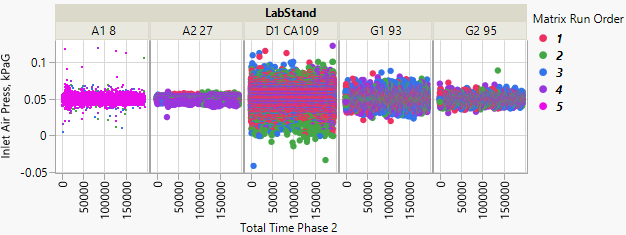 LabStand
Matrix Run Order
A1 8 A2 27 D1 CA109 G1 93 G2 95
1
2
3
4
5
Inlet Air Press, kPaG
0.1
0.05
0
-0.05
0 50000 100000 150000 0 50000 100000 150000 0 50000 100000 150000 0 50000 100000 150000 0 50000 100000 150000
Total Time Phase 2